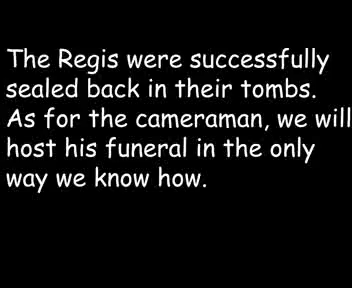 The Regis were successfully
sealed back in their tombs.
As for the cameraman, we will
host his funeral in the only
way we know how.